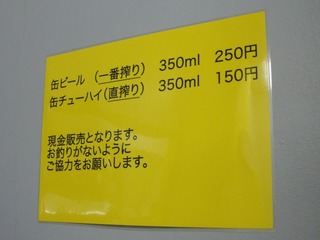 缶ビール (一番搾り) 350ml 250円
缶チューハイ(直搾り) 350ml 150円
現金販売となります。
お釣りがないように
ご協力をお願いします。